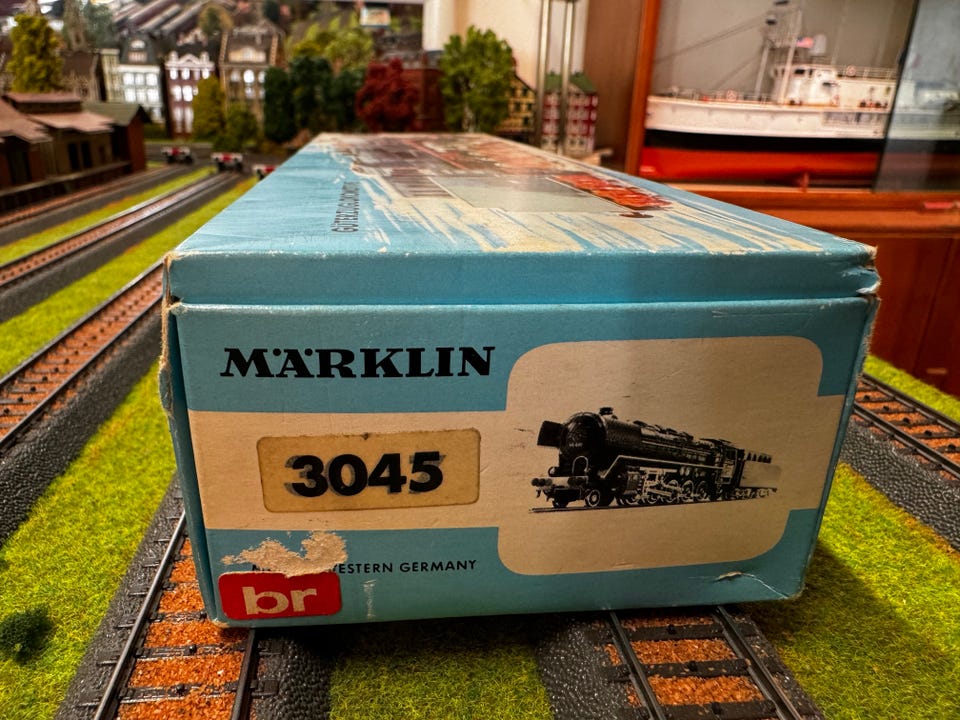 MÄRKLIN
3045
WESTERN GERMANY
br